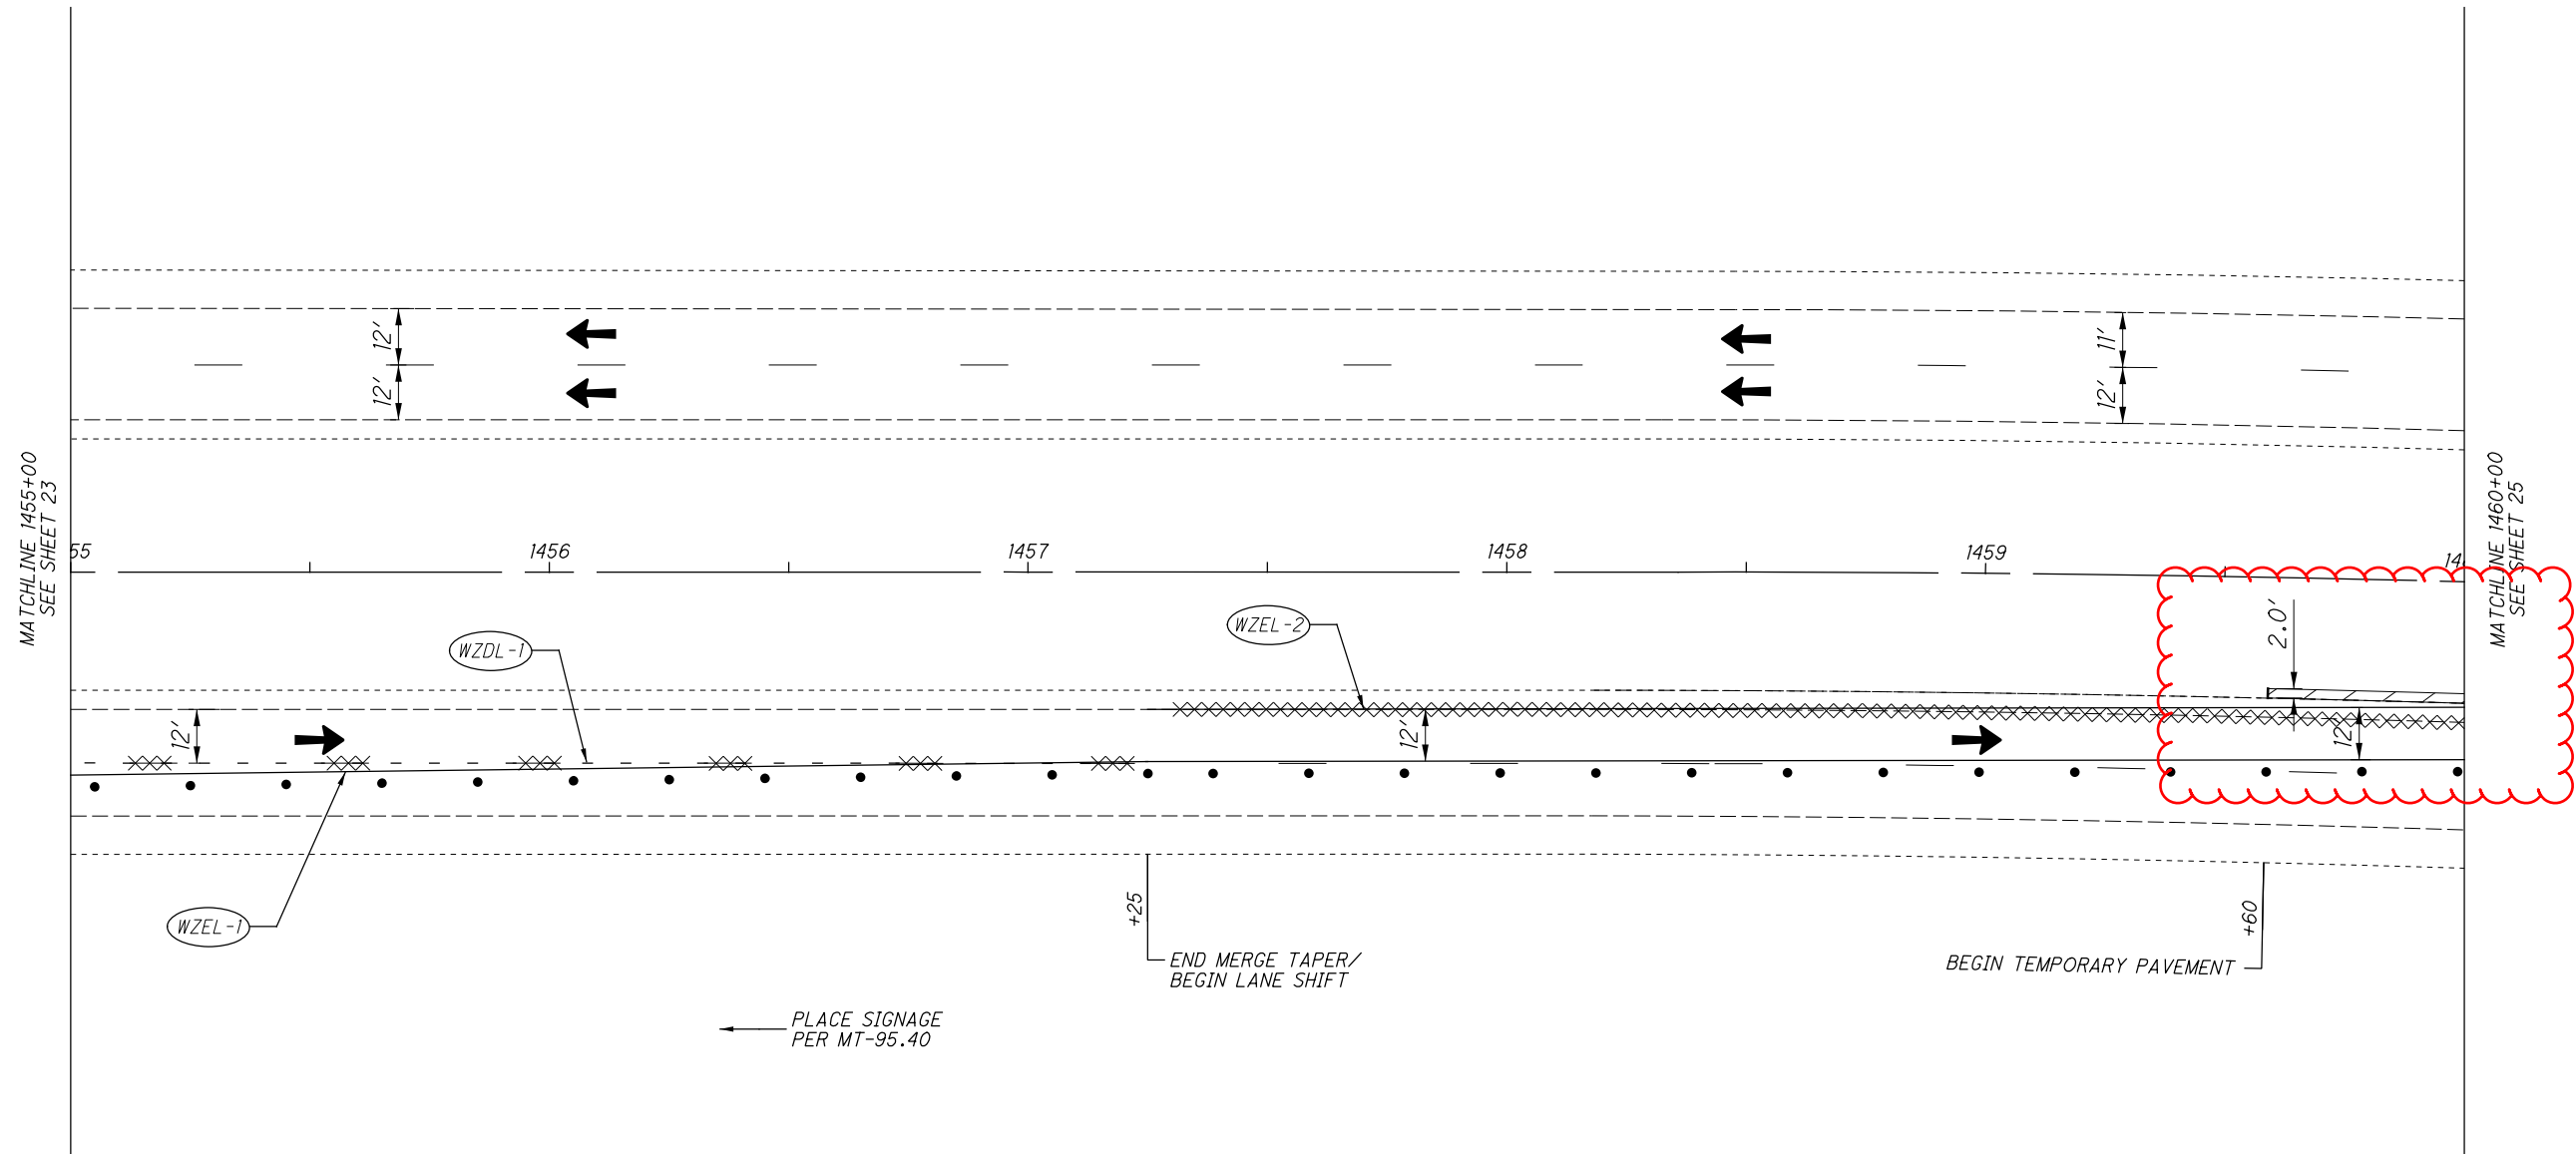 12'
12'
11'
12'
MATCHLINE 1455+00
SEE SHEET 23
MATCHLINE 1460+00
SEE SHEET 25
55
1456
1457
1458
1459
14
WZDL-1
WZEL-2
2.0'
12'
12'
12'
WZEL-1
+25
+60
END MERGE TAPER/
BEGIN LANE SHIFT
BEGIN TEMPORARY PAVEMENT
PLACE SIGNAGE
PER MT-95.40